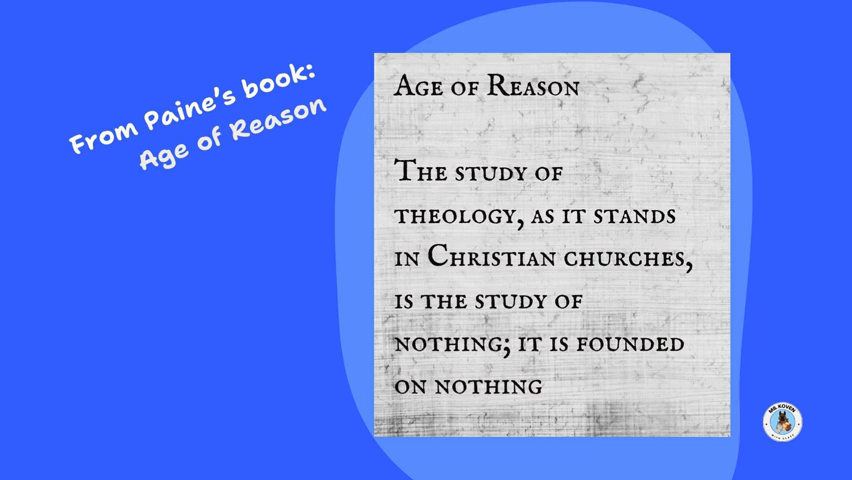 From Paine's book:
Age of Reason
Age of Reason
The study of
theology, as it stands
in Christian churches,
is the study of
nothing; it is founded
on nothing